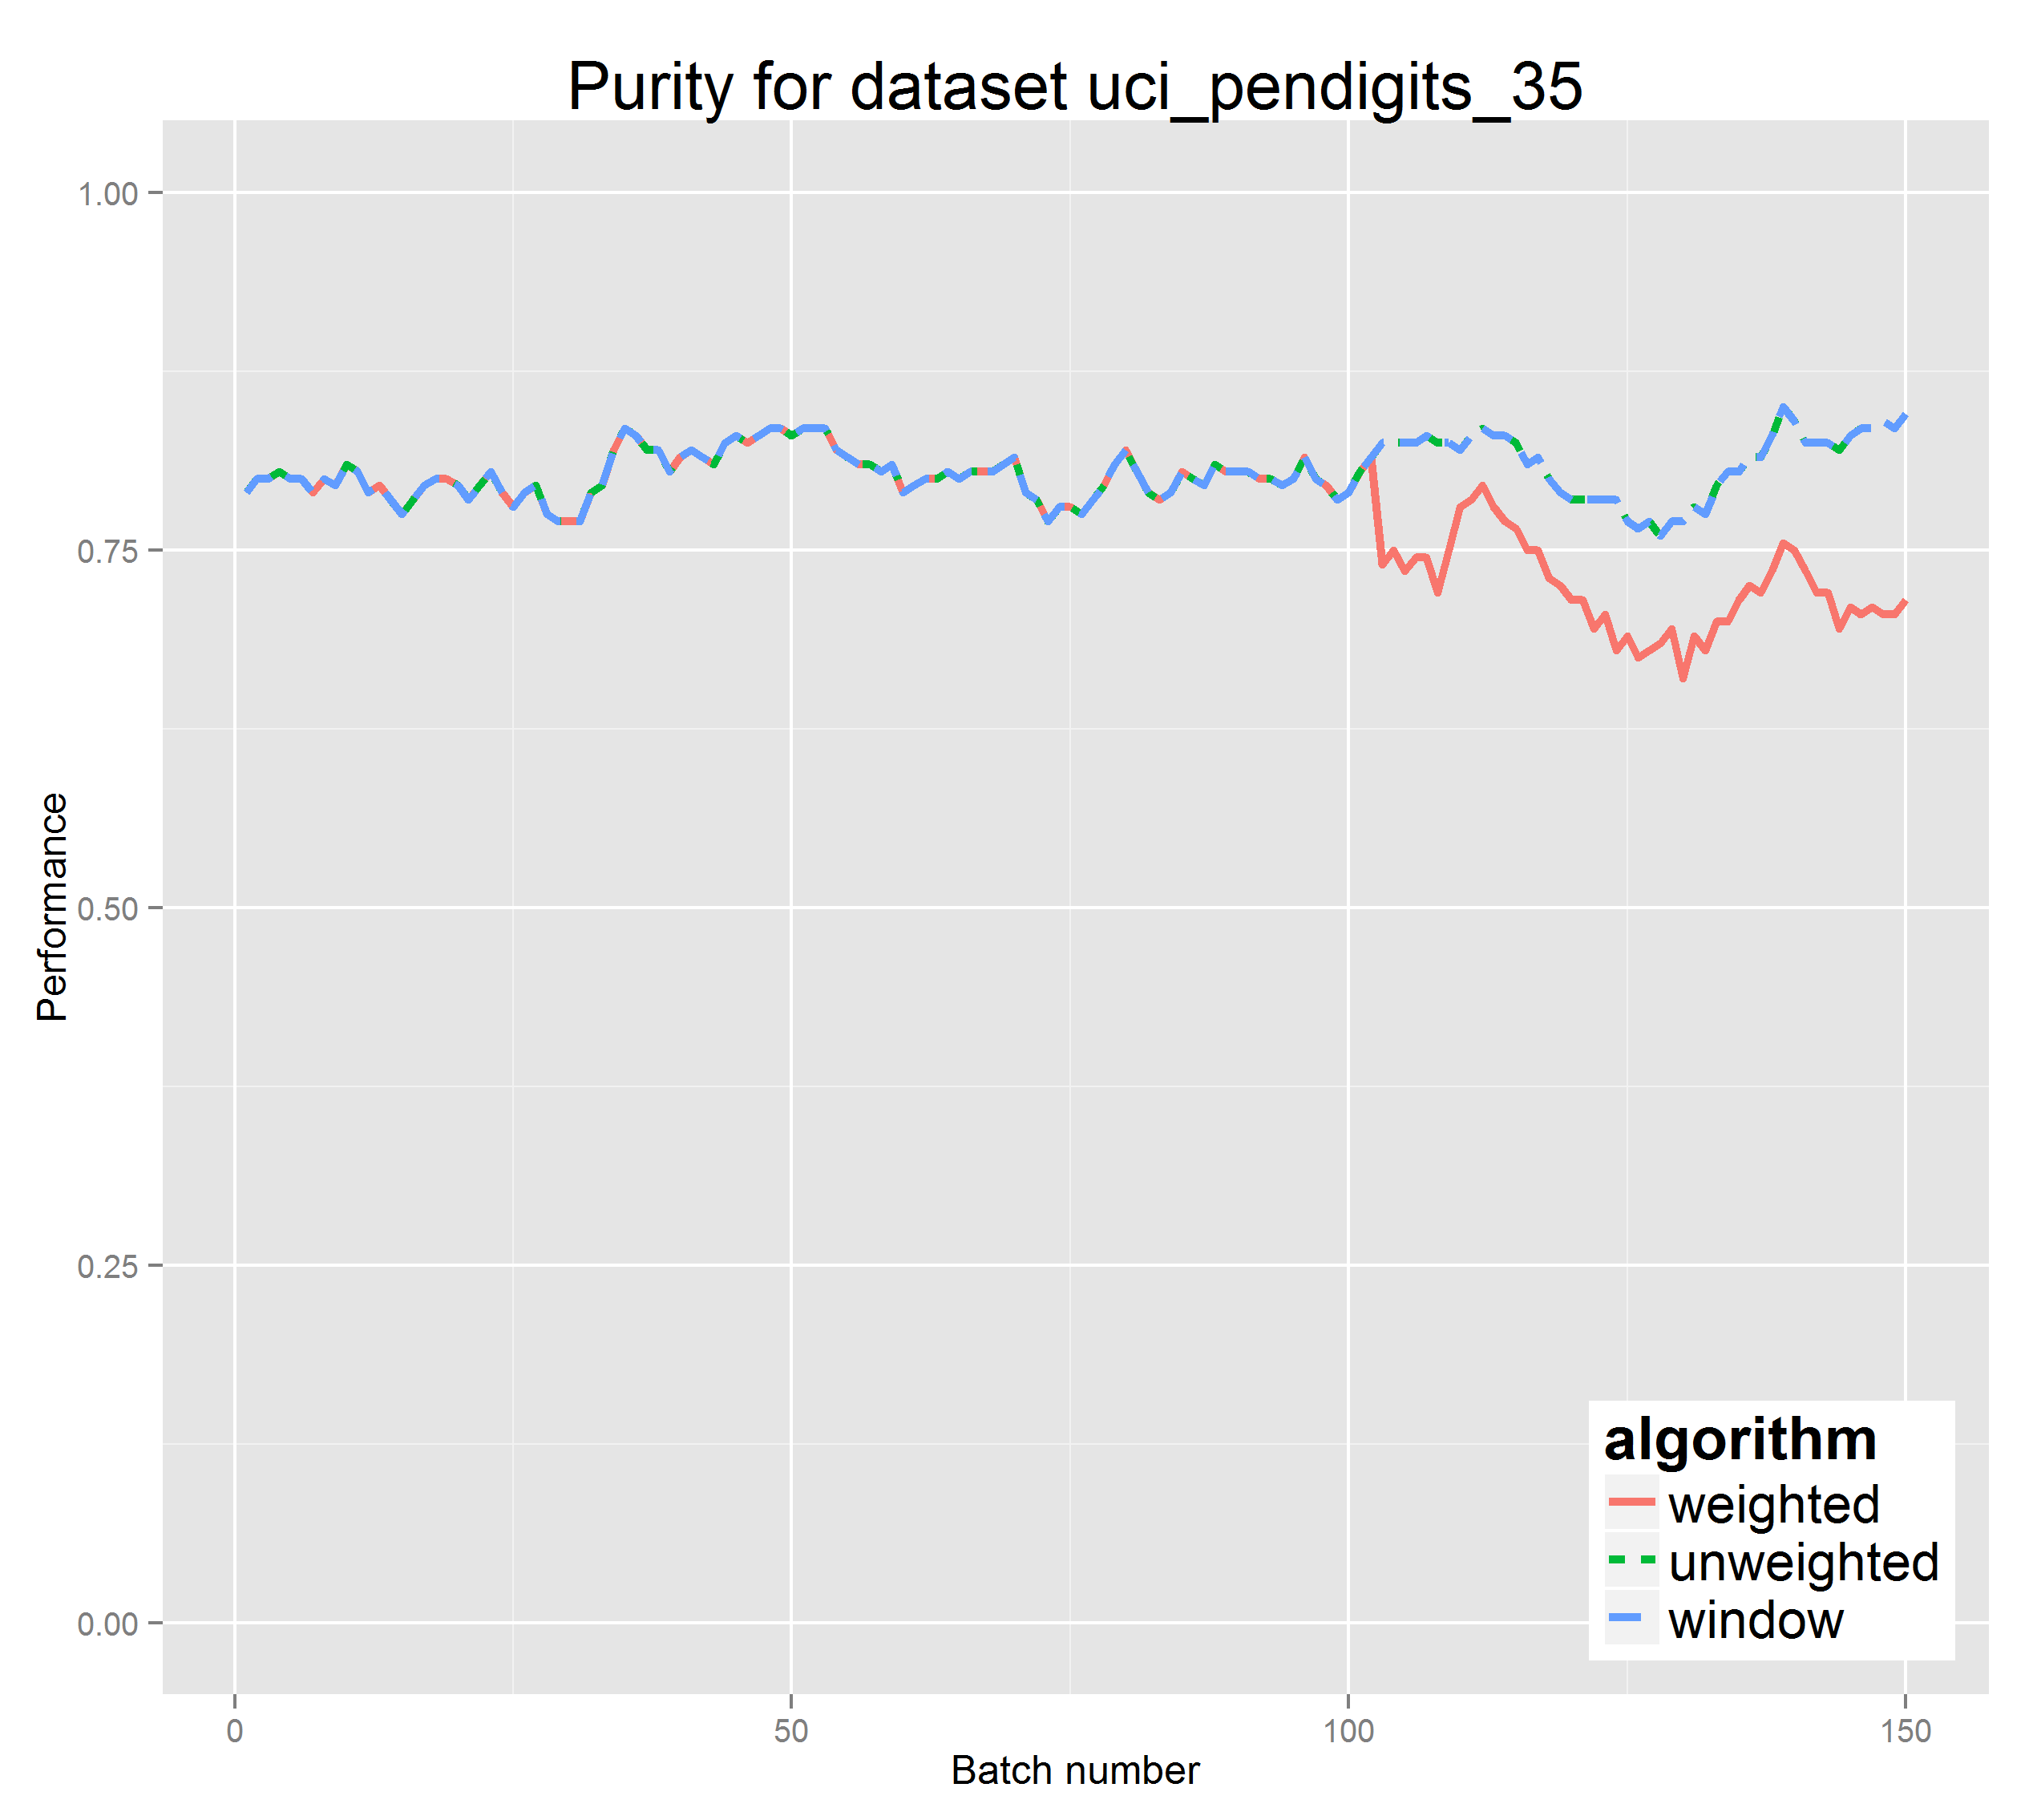 Purity for dataset uci_pendigits_35
1.00
0.75
0.50
0.25
0.00
Performance
0
50
100
150
Batch number
algorithm
weighted
unweighted
window